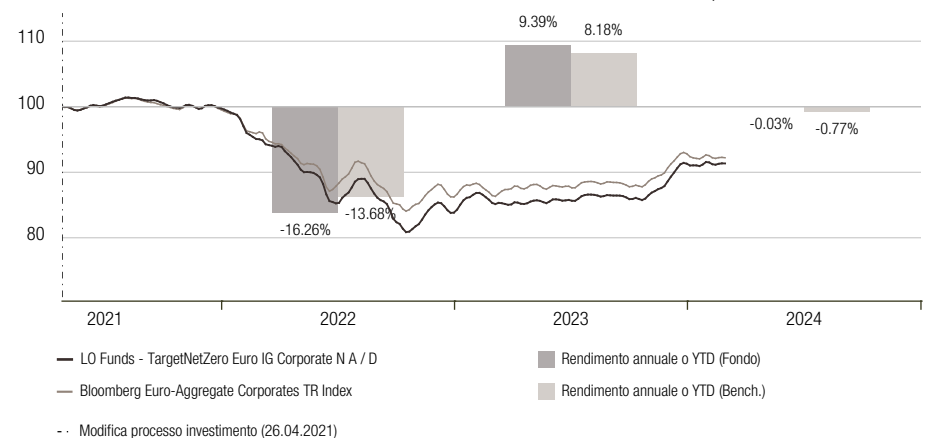 9.39%
8.18%
110
100
-0.03%
-0.77%
90
-13.68%
-16.26%
80
2021 2022 2023 2024
LO Funds - TargetNetZero Euro IG Corporate N A / D
Rendimento annuale o YTD (Fondo)
Bloomberg Euro-Aggregate Corporates TR Index
Rendimento annuale o YTD (Bench.)
Modifica processo investimento (26.04.2021)